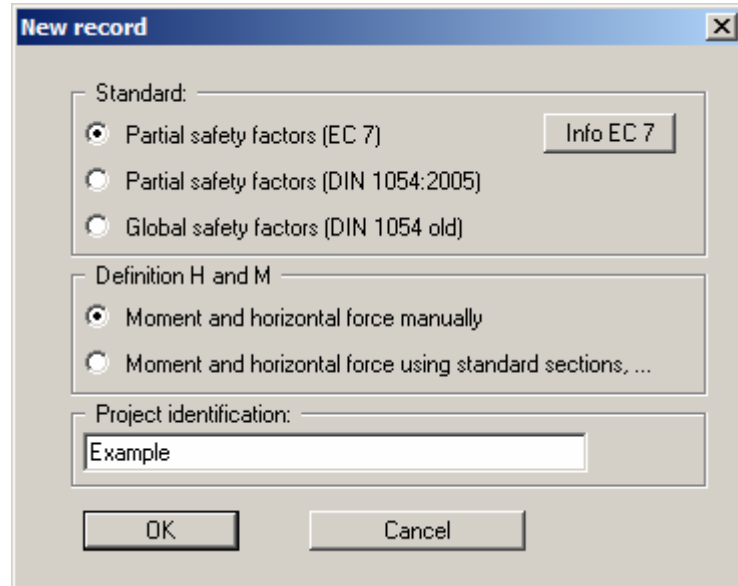 New record
Standard:
Partial safety factors (EC 7)
Info EC 7
Partial safety factors (DIN 1054:2005)
Global safety factors (DIN 1054 old)
Definition H and M
Moment and horizontal force manually
Moment and horizontal force using standard sections, ...
Project identification:
Example
OK
Cancel